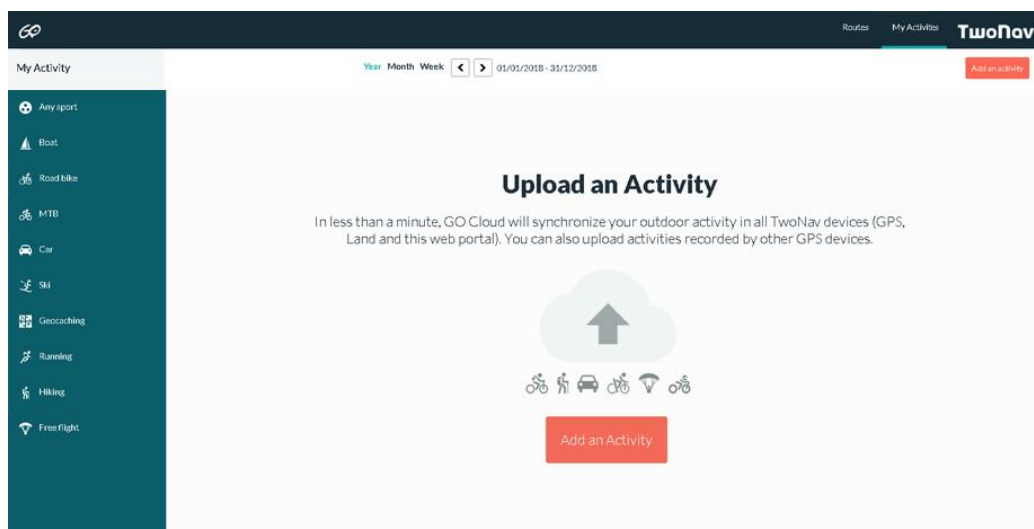 GO
Routes My Activites TwoNav
My Activity
Year Month Week < > 01/01/2018 - 31/12/2018
Add an activity
Any sport
Boat
Road bike
MTB
Car
Ski
Geocaching
Running
Hiking
Free flight
Upload an Activity
In less than a minute, GO Cloud will synchronize your outdoor activity in all TwoNav devices (GPS,
Land and this web portal). You can also upload activities recorded by other GPS devices.
Add an Activity